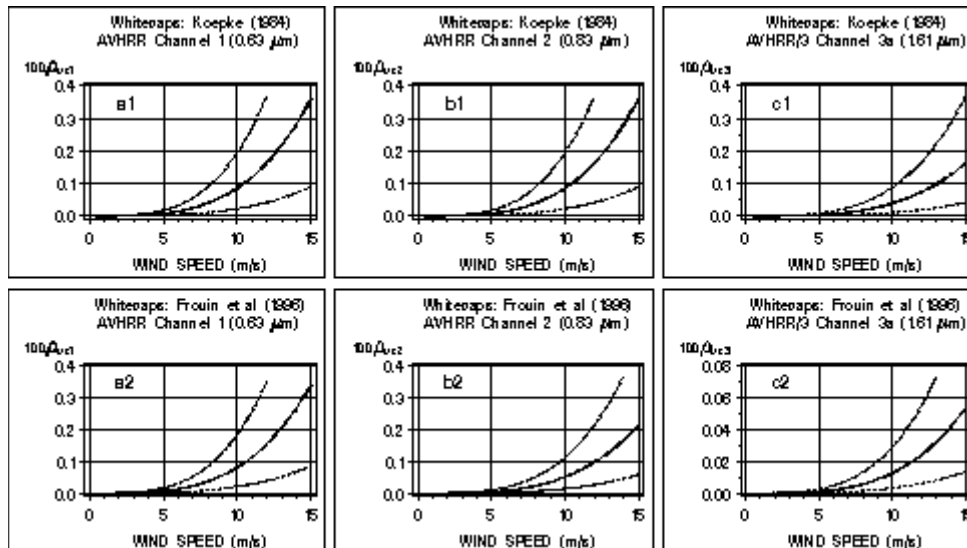 Whitecaps: Koepke (1984)
AVHRR Channel 1 (0.63 µm)
100ρwc1
0.4
0.3
0.2
0.1
0.0
a1
0 5 10 15
WIND SPEED (m/s)
Whitecaps: Koepke (1984)
AVHRR Channel 2 (0.83 µm)
100ρwc2
0.4
0.3
0.2
0.1
0.0
b1
0 5 10 15
WIND SPEED (m/s)
Whitecaps: Koepke (1984)
AVHRR/3 Channel 3a (1.61 µm)
100ρwc3
0.4
0.3
0.2
0.1
0.0
c1
0 5 10 15
WIND SPEED (m/s)
Whitecaps: Frouin et al (1996)
AVHRR Channel 1 (0.63 µm)
100ρwc1
0.4
0.3
0.2
0.1
0.0
a2
0 5 10 15
WIND SPEED (m/s)
Whitecaps: Frouin et al (1996)
AVHRR Channel 2 (0.83 µm)
100ρwc2
0.4
0.3
0.2
0.1
0.0
b2
0 5 10 15
WIND SPEED (m/s)
Whitecaps: Frouin et al (1996)
AVHRR/3 Channel 3a (1.61 µm)
100ρwc3
0.08
0.06
0.04
0.02
0.00
c2
0 5 10 15
WIND SPEED (m/s)